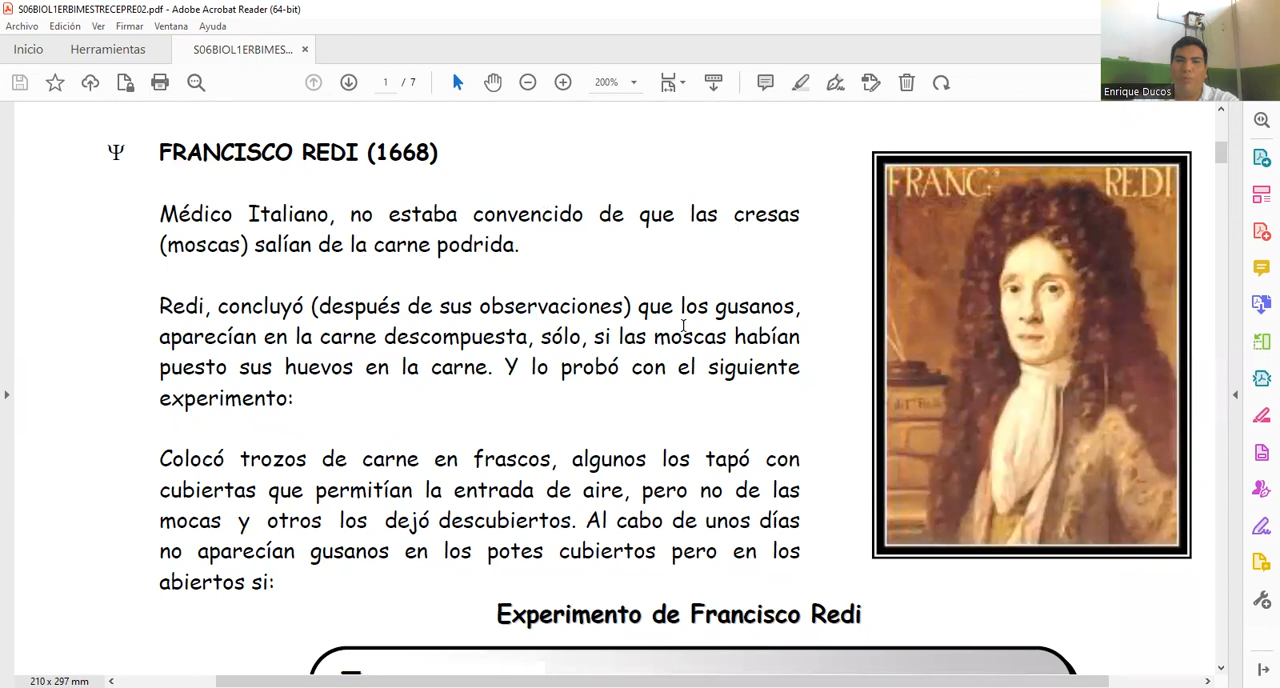 S06BIOL1ERBIMESTRECEPRE02.pdf - Adobe Acrobat Reader (64-bit)
Archivo Edición Ver Firmar Ventana Ayuda
Inicio Herramientas S06BIOL1ERBIMES... ×
1 / 7 200%
Enrique Ducos
Ψ FRANCISCO REDI (1668)
FRANC: REDI
Médico Italiano, no estaba convencido de que las cresas
(moscas) salían de la carne podrida.
Redi, concluyó (después de sus observaciones) que los gusanos,
aparecían en la carne descompuesta, sólo, si las moscas habían
puesto sus huevos en la carne. Y lo probó con el siguiente
experimento:
Colocó trozos de carne en frascos, algunos los tapó con
cubiertas que permitían la entrada de aire, pero no de las
mocas y otros los dejó descubiertos. Al cabo de unos días
no aparecían gusanos en los potes cubiertos pero en los
abiertos si:
Experimento de Francisco Redi
210 x 297 mm